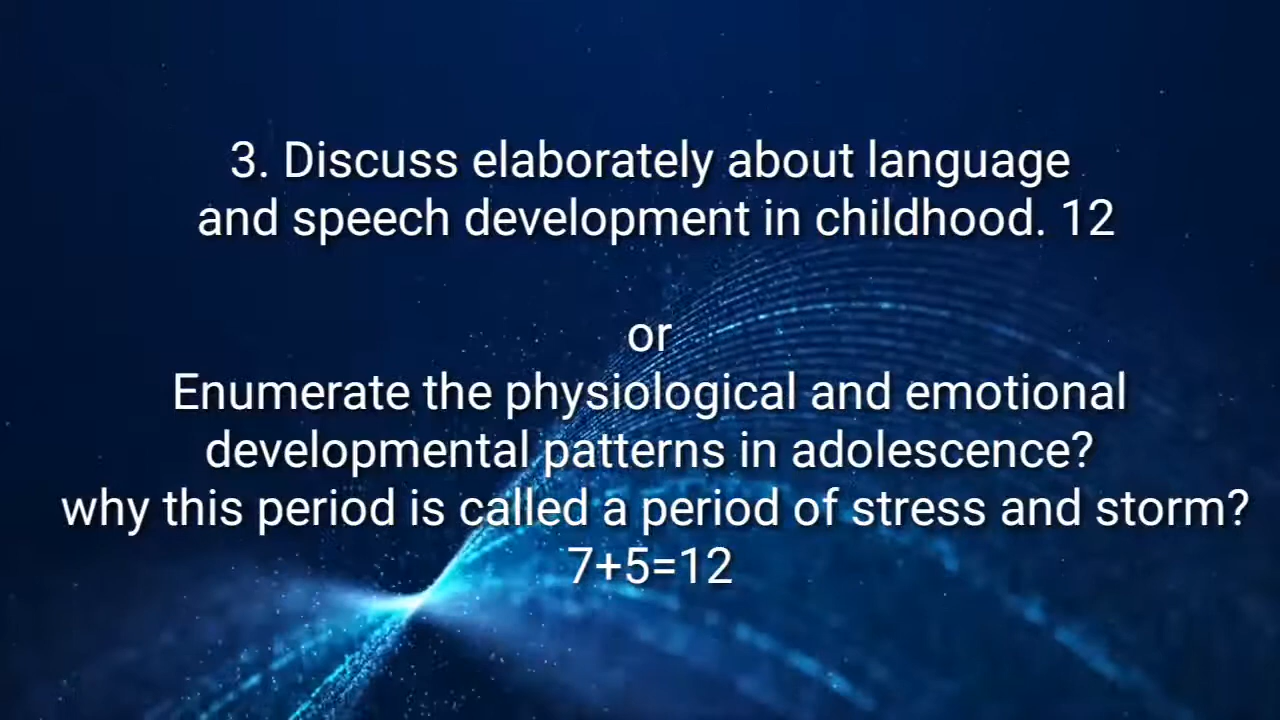 3. Discuss elaborately about language
and speech development in childhood. 12
or
Enumerate the physiological and emotional
developmental patterns in adolescence?
why this period is called a period of stress and storm?
7+5=12